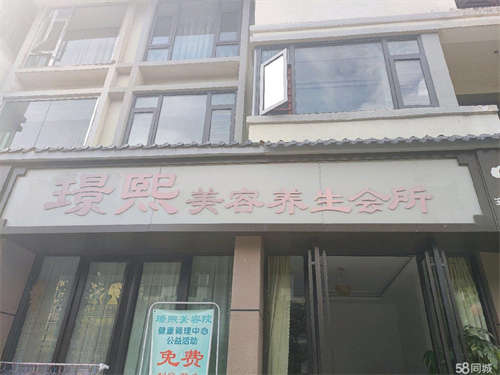 璟熙美容养生会所
璟熙美容院
健康管理中心
公益活动
免费
58同城